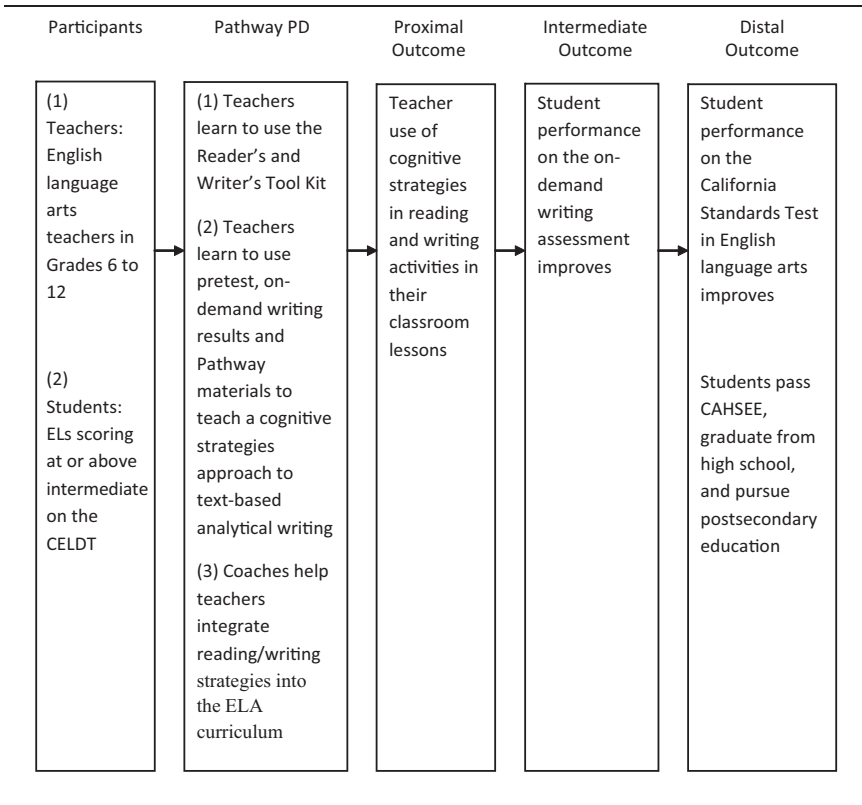 Participants
Pathway PD
Proximal
Outcome
Intermediate
Outcome
Distal
Outcome
(1)
Teachers:
English
language
arts
teachers in
Grades 6 to
12
(2)
Students:
ELs scoring
at or above
intermediate
on the
CELDT
(1) Teachers
learn to use the
Reader’s and
Writer’s Tool Kit
(2) Teachers
learn to use
pretest, on-
demand writing
results and
Pathway
materials to
teach a cognitive
strategies
approach to
text-based
analytical writing
(3) Coaches help
teachers
integrate
reading/writing
strategies into
the ELA
curriculum
Teacher
use of
cognitive
strategies
in reading
and writing
activities in
their
classroom
lessons
Student
performance
on the on-
demand
writing
assessment
improves
Student
performance
on the
California
Standards Test
in English
language arts
improves
Students pass
CAHSEE,
graduate from
high school,
and pursue
postsecondary
education